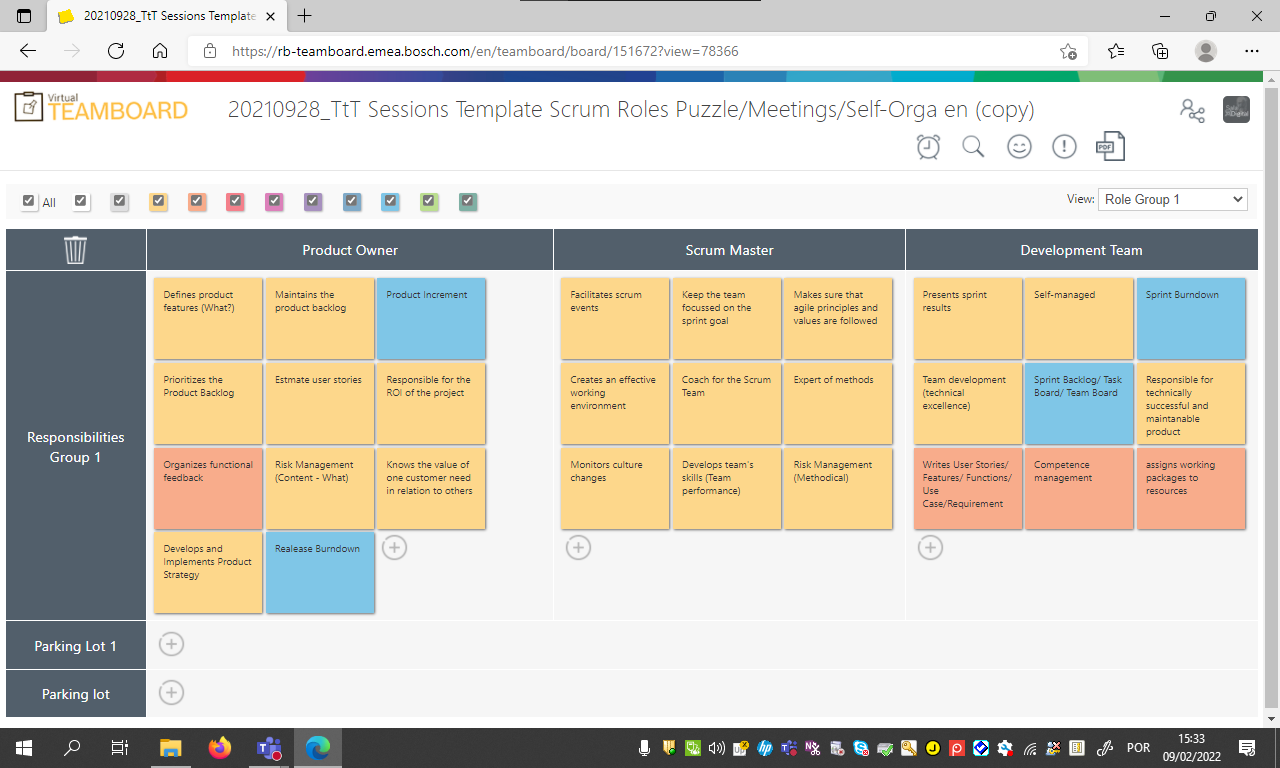 20210928_TtT Sessions Template
https://rb-teamboard.emea.bosch.com/en/teamboard/board/151672?view=78366
Virtual
TEAMBOARD
20210928_TtT Sessions Template Scrum Roles Puzzle/Meetings/Self-Orga en (copy)
PDF
All
View:
Role Group 1
Product Owner
Scrum Master
Development Team
Responsibilities
Group 1
Defines product
features (What?)
Maintains the
product backlog
Product Increment
Prioritizes the
Product Backlog
Estmate user stories
Responsible for the
ROI of the project
Organizes functional
feedback
Risk Management
(Content - What)
Knows the value of
one customer need
in relation to others
Develops and
Implements Product
Strategy
Realease Burndown
Facilitates scrum
events
Keep the team
focussed on the
sprint goal
Makes sure that
agile principles and
values are followed
Creates an effective
working
environment
Coach for the Scrum
Team
Expert of methods
Monitors culture
changes
Develops team's
skills (Team
performance)
Risk Management
(Methodical)
Presents sprint
results
Self-managed
Sprint Burndown
Team development
(technical
excellence)
Sprint Backlog/ Task
Board/ Team Board
Responsible for
technically
successful and
maintanable
product
Writes User Stories/
Features/ Functions/
Use
Case/Requirement
Competence
management
assigns working
packages to
resources
Parking Lot 1
Parking lot
POR
15:33
09/02/2022